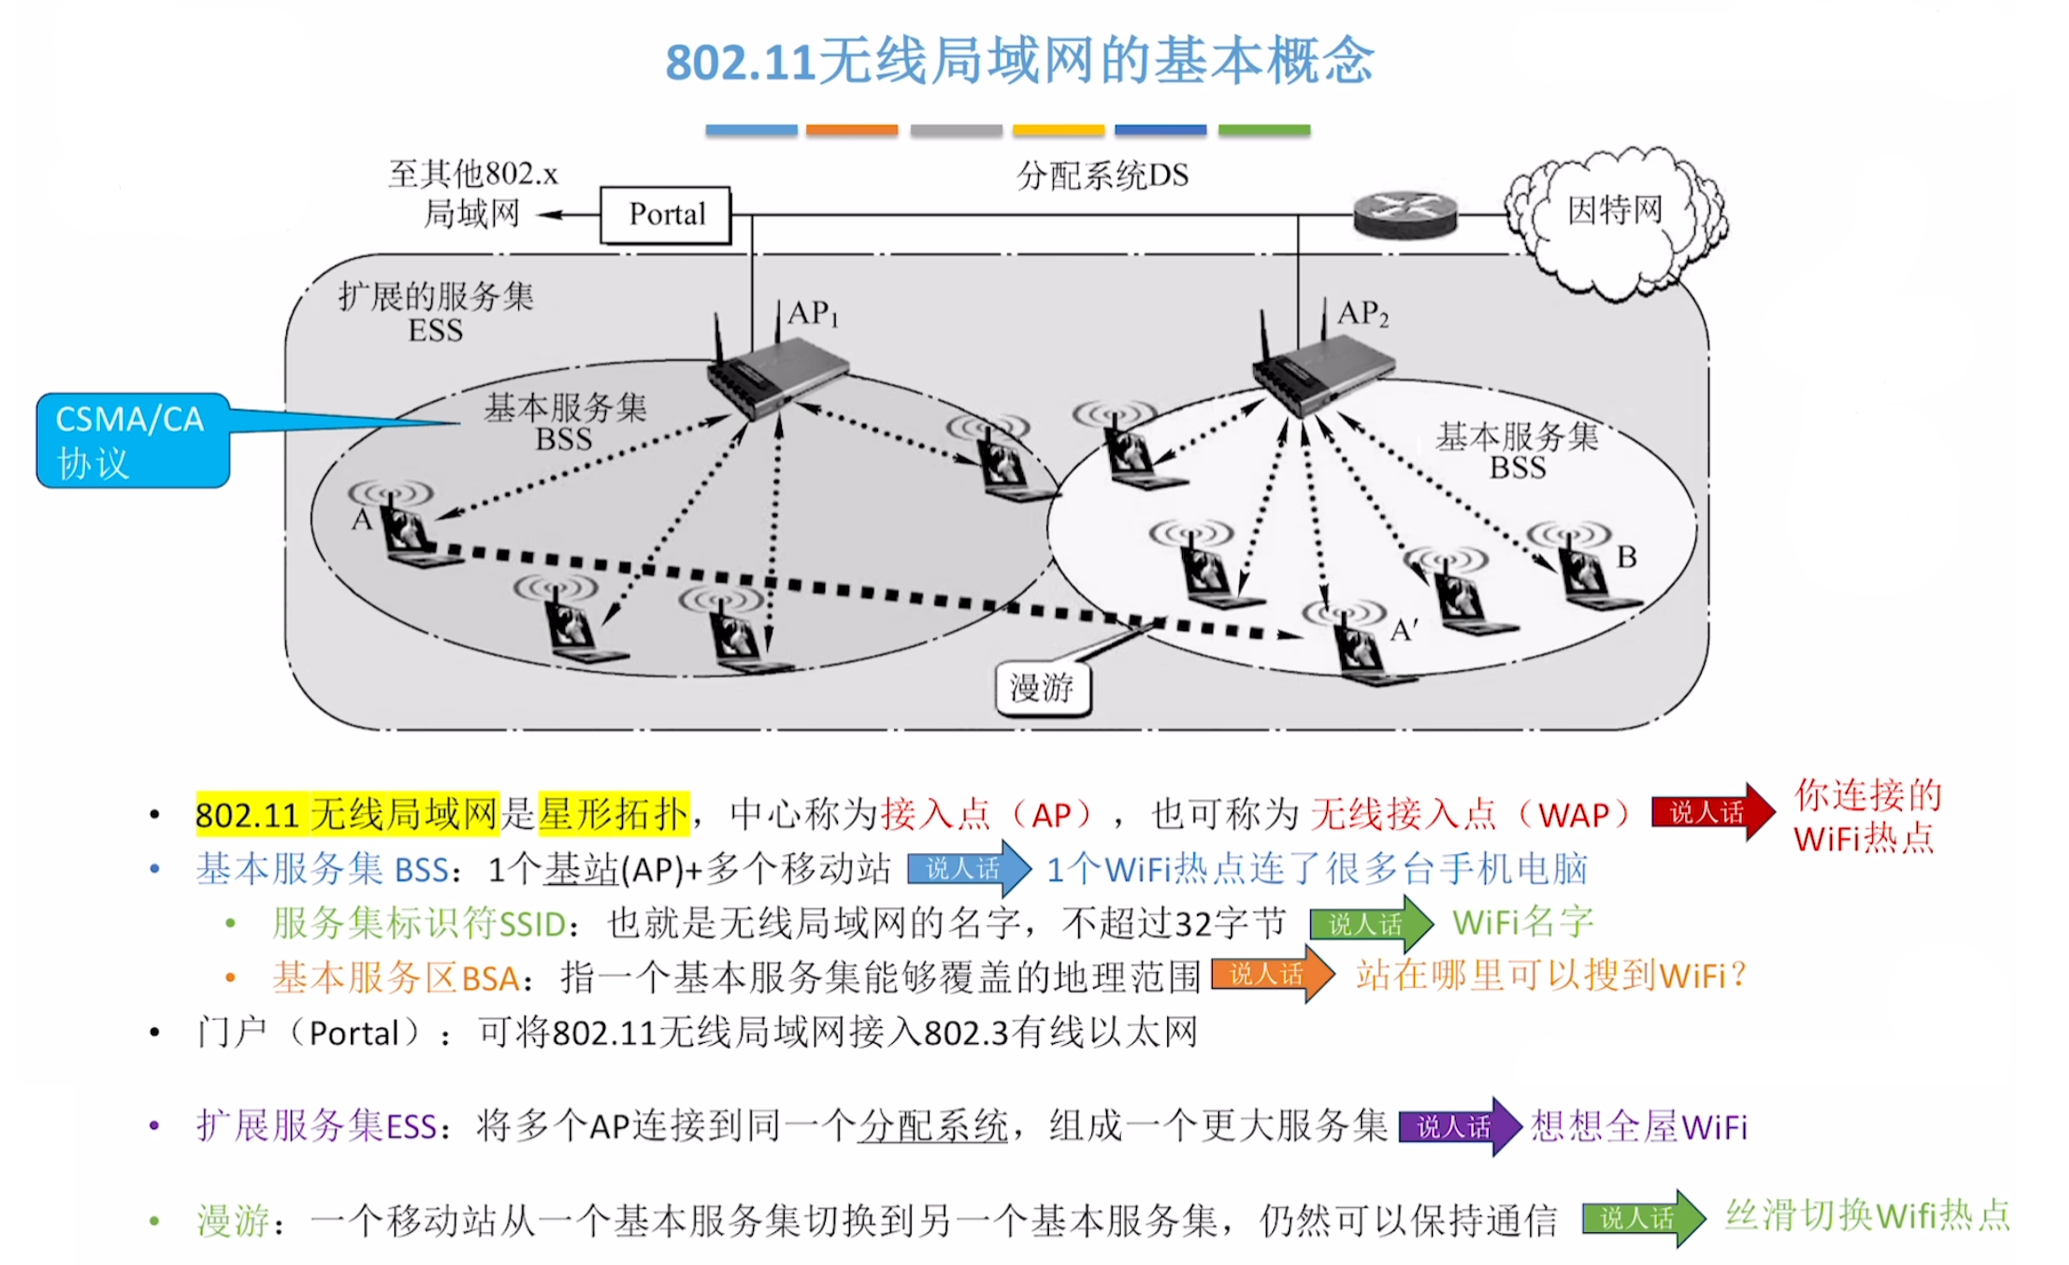 802.11无线局域网的基本概念
至其他802.x
局域网
Portal
分配系统DS
因特网
扩展的服务集
ESS
AP1
AP2
CSMA/CA
协议
基本服务集
BSS
基本服务集
BSS
A
B
A′
漫游
• 802.11 无线局域网是星形拓扑，中心称为接入点（AP），也可称为 无线接入点（WAP） 说人话 你连接的
WiFi热点
• 基本服务集 BSS：1个基站(AP)+多个移动站 说人话 1个WiFi热点连了很多台手机电脑
• 服务集标识符SSID：也就是无线局域网的名字，不超过32字节 说人话 WiFi名字
• 基本服务区BSA：指一个基本服务集能够覆盖的地理范围 说人话 站在哪里可以搜到WiFi？
• 门户（Portal）：可将802.11无线局域网接入802.3有线以太网
• 扩展服务集ESS：将多个AP连接到同一个分配系统，组成一个更大服务集 说人话 想想全屋WiFi
• 漫游：一个移动站从一个基本服务集切换到另一个基本服务集，仍然可以保持通信 说人话 丝滑切换Wifi热点